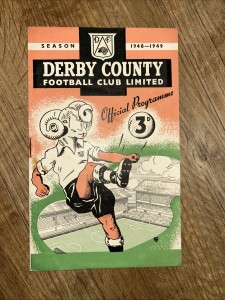 SEASON 1948-1949
DERBY COUNTY
FOOTBALL CLUB LIMITED
Official Programme
3D